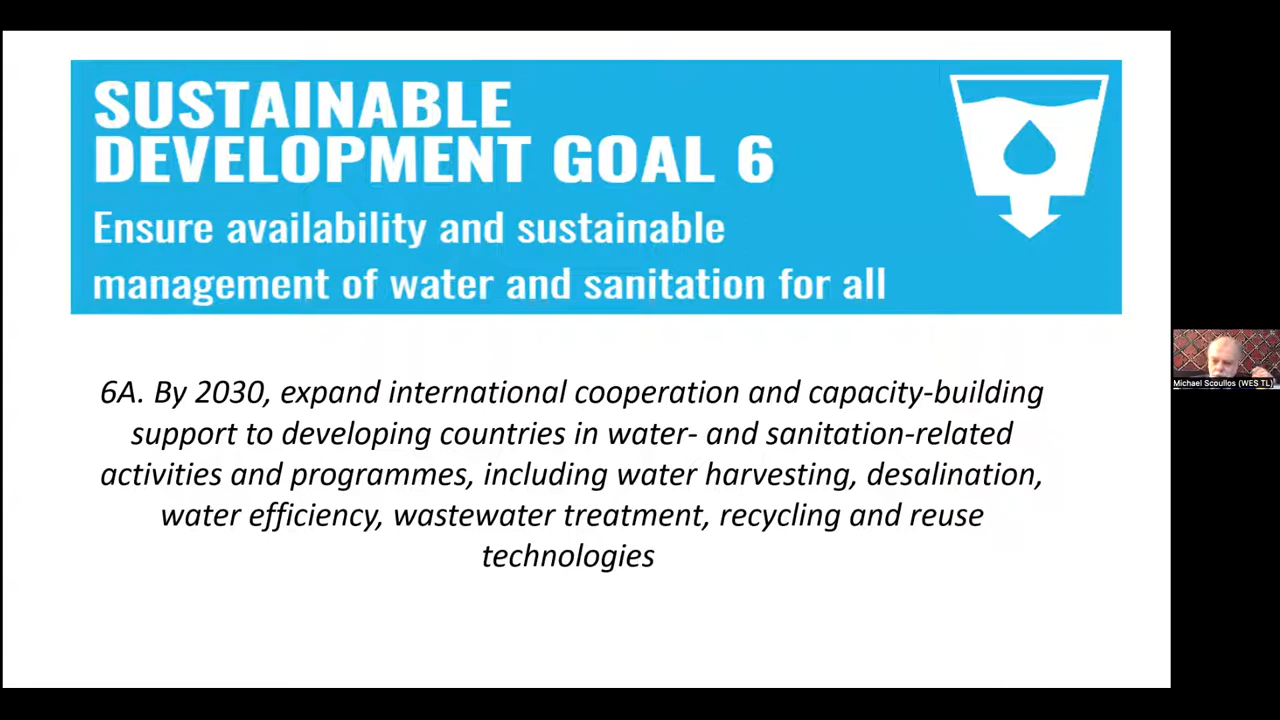 SUSTAINABLE
DEVELOPMENT GOAL 6
Ensure availability and sustainable
management of water and sanitation for all
6A. By 2030, expand international cooperation and capacity-building
support to developing countries in water- and sanitation-related
activities and programmes, including water harvesting, desalination,
water efficiency, wastewater treatment, recycling and reuse
technologies
Michael Scoullos (WES TL)